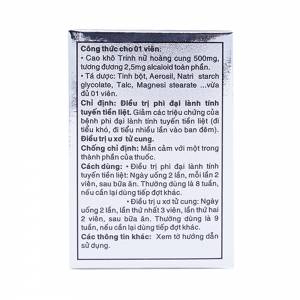 Công thức cho 01 viên:
• Cao khô Trinh nữ hoàng cung 500mg,
tương đương 2,5mg alcaloid toàn phần.
• Tá dược: Tinh bột, Aerosil, Natri starch
glycolate, Talc, Magnesi stearate ...vừa
đủ 01 viên.
Chỉ định: Điều trị phì đại lành tính
tuyến tiền liệt. Giảm các triệu chứng của
bệnh phì đại lành tính tuyến tiền liệt (đi
tiểu khó, đi tiểu nhiều lần vào ban đêm).
Điều trị u xơ tử cung.
Chống chỉ định: Mẫn cảm với một trong
thành phần của thuốc.
Cách dùng: • Điều trị phì đại lành tính
tuyến tiền liệt: Ngày uống 2 lần, mỗi lần 2
viên, sau bữa ăn. Thường dùng là 8 tuần,
nếu cần lại dùng tiếp đợt khác.
• Điều trị u xơ tử cung: Ngày
uống 2 lần, lần thứ nhất 3 viên, lần thứ hai
2 viên, sau bữa ăn. Thường dùng là 9
tuần, nếu cần lại dùng tiếp đợt khác.
Các thông tin khác: Xem tờ hướng dẫn
sử dụng.